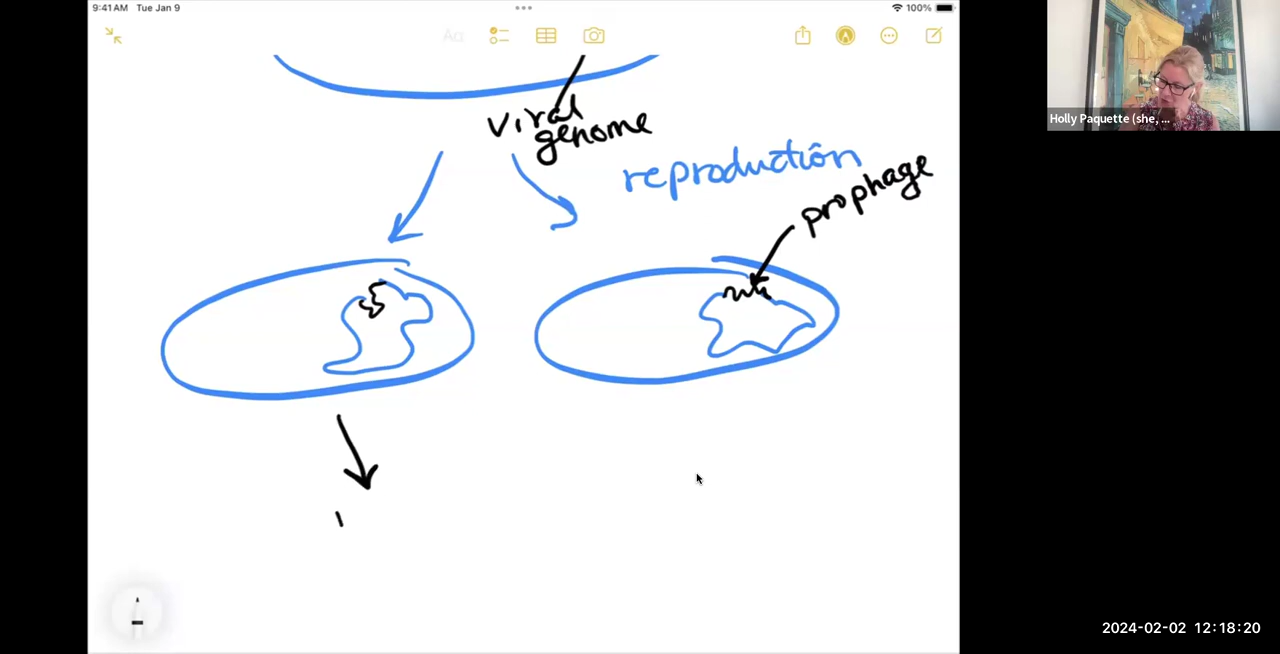 9:41 AM Tue Jan 9
100%
Aa
viral
genome
reproduction
prophage
Holly Paquette (she, ...
2024-02-02 12:18:20